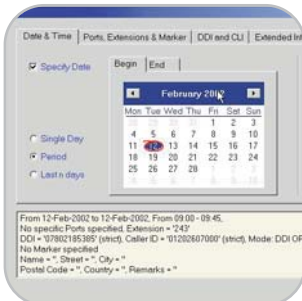 Date & Time Ports, Extensions & Marker DDI and CLI Extended Int
Specify Date Begin End
February 2002
Mon Tue Wed Thu Fri Sat Sun
1 2 3
4 5 6 7 8 9 10
11 12 13 14 15 16 17
18 19 20 21 22 23 24
25 26 27 28
Single Day
Period
Last n days
From 12-Feb-2002 to 12-Feb-2002, From 09:00 - 09:45,
No specific Ports specified, Extension = '243'
DDI = '07802185385' (strict), Caller ID = '01202607000' (strict), Mode: DDI OR
No Marker specified
Name = '', Street = '', City = ''
Postal Code = '', Country = '', Remarks = ''